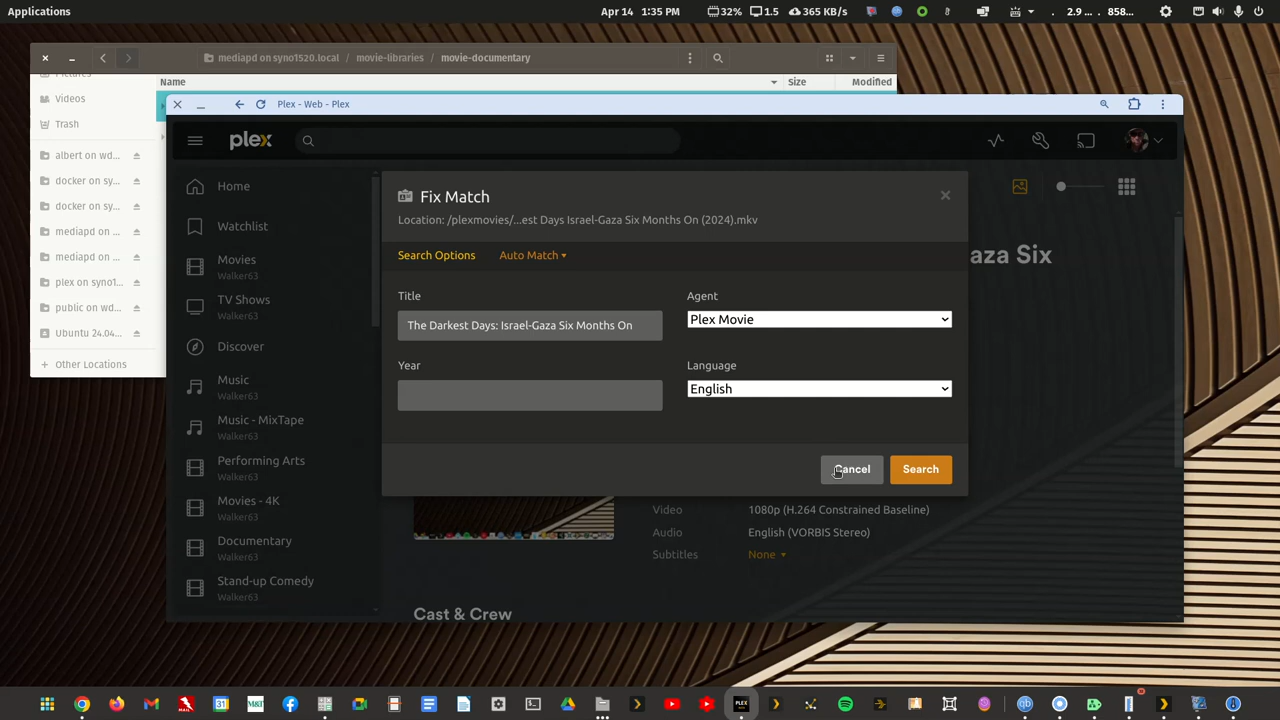 Applications
Apr 14 1:35 PM
32%
1.5
365 KB/s
2.9 ...
858...
mediapd on syno1520.local / movie-libraries / movie-documentary
Pictures
Videos
Trash
albert on wd...
docker on sy...
docker on sy...
mediapd on ...
mediapd on ...
plex on syno1...
public on wd...
Ubuntu 24.04...
+ Other Locations
Name
Size
Modified
Plex - Web - Plex
plex
Home
Watchlist
Movies
Walker63
TV Shows
Walker63
Discover
Music
Walker63
Music - MixTape
Walker63
Performing Arts
Walker63
Movies - 4K
Walker63
Documentary
Walker63
Stand-up Comedy
Walker63
aza Six
Fix Match
Location: /plexmovies/...est Days Israel-Gaza Six Months On (2024).mkv
Search Options
Auto Match
Title
The Darkest Days: Israel-Gaza Six Months On
Agent
Plex Movie
Year
Language
English
Cancel
Search
Video
1080p (H.264 Constrained Baseline)
Audio
English (VORBIS Stereo)
Subtitles
None
Cast & Crew
M&T
PLEX